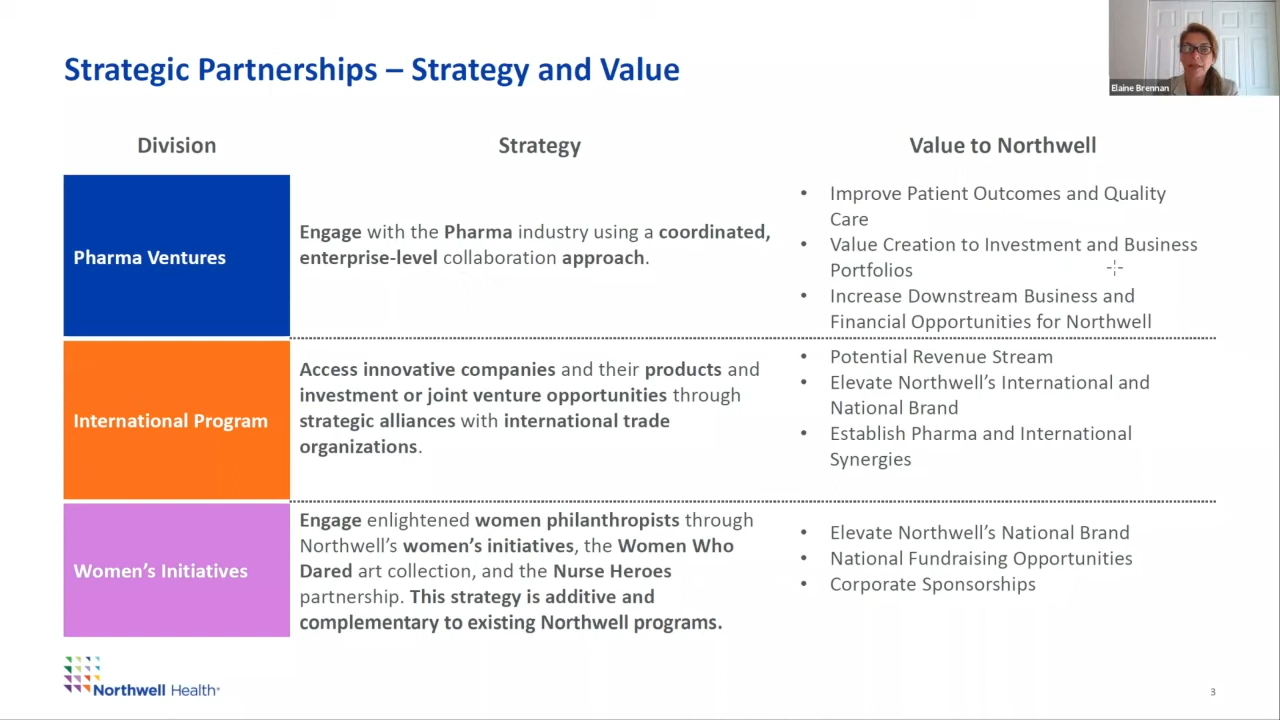 Strategic Partnerships – Strategy and Value
Elaine Brennan
Division
Strategy
Value to Northwell
Pharma Ventures
Engage with the Pharma industry using a coordinated,
enterprise-level collaboration approach.
• Improve Patient Outcomes and Quality
Care
• Value Creation to Investment and Business
Portfolios
• Increase Downstream Business and
Financial Opportunities for Northwell
International Program
Access innovative companies and their products and
investment or joint venture opportunities through
strategic alliances with international trade
organizations.
• Potential Revenue Stream
• Elevate Northwell’s International and
National Brand
• Establish Pharma and International
Synergies
Women’s Initiatives
Engage enlightened women philanthropists through
Northwell’s women’s initiatives, the Women Who
Dared art collection, and the Nurse Heroes
partnership. This strategy is additive and
complementary to existing Northwell programs.
• Elevate Northwell’s National Brand
• National Fundraising Opportunities
• Corporate Sponsorships
Northwell Health
3